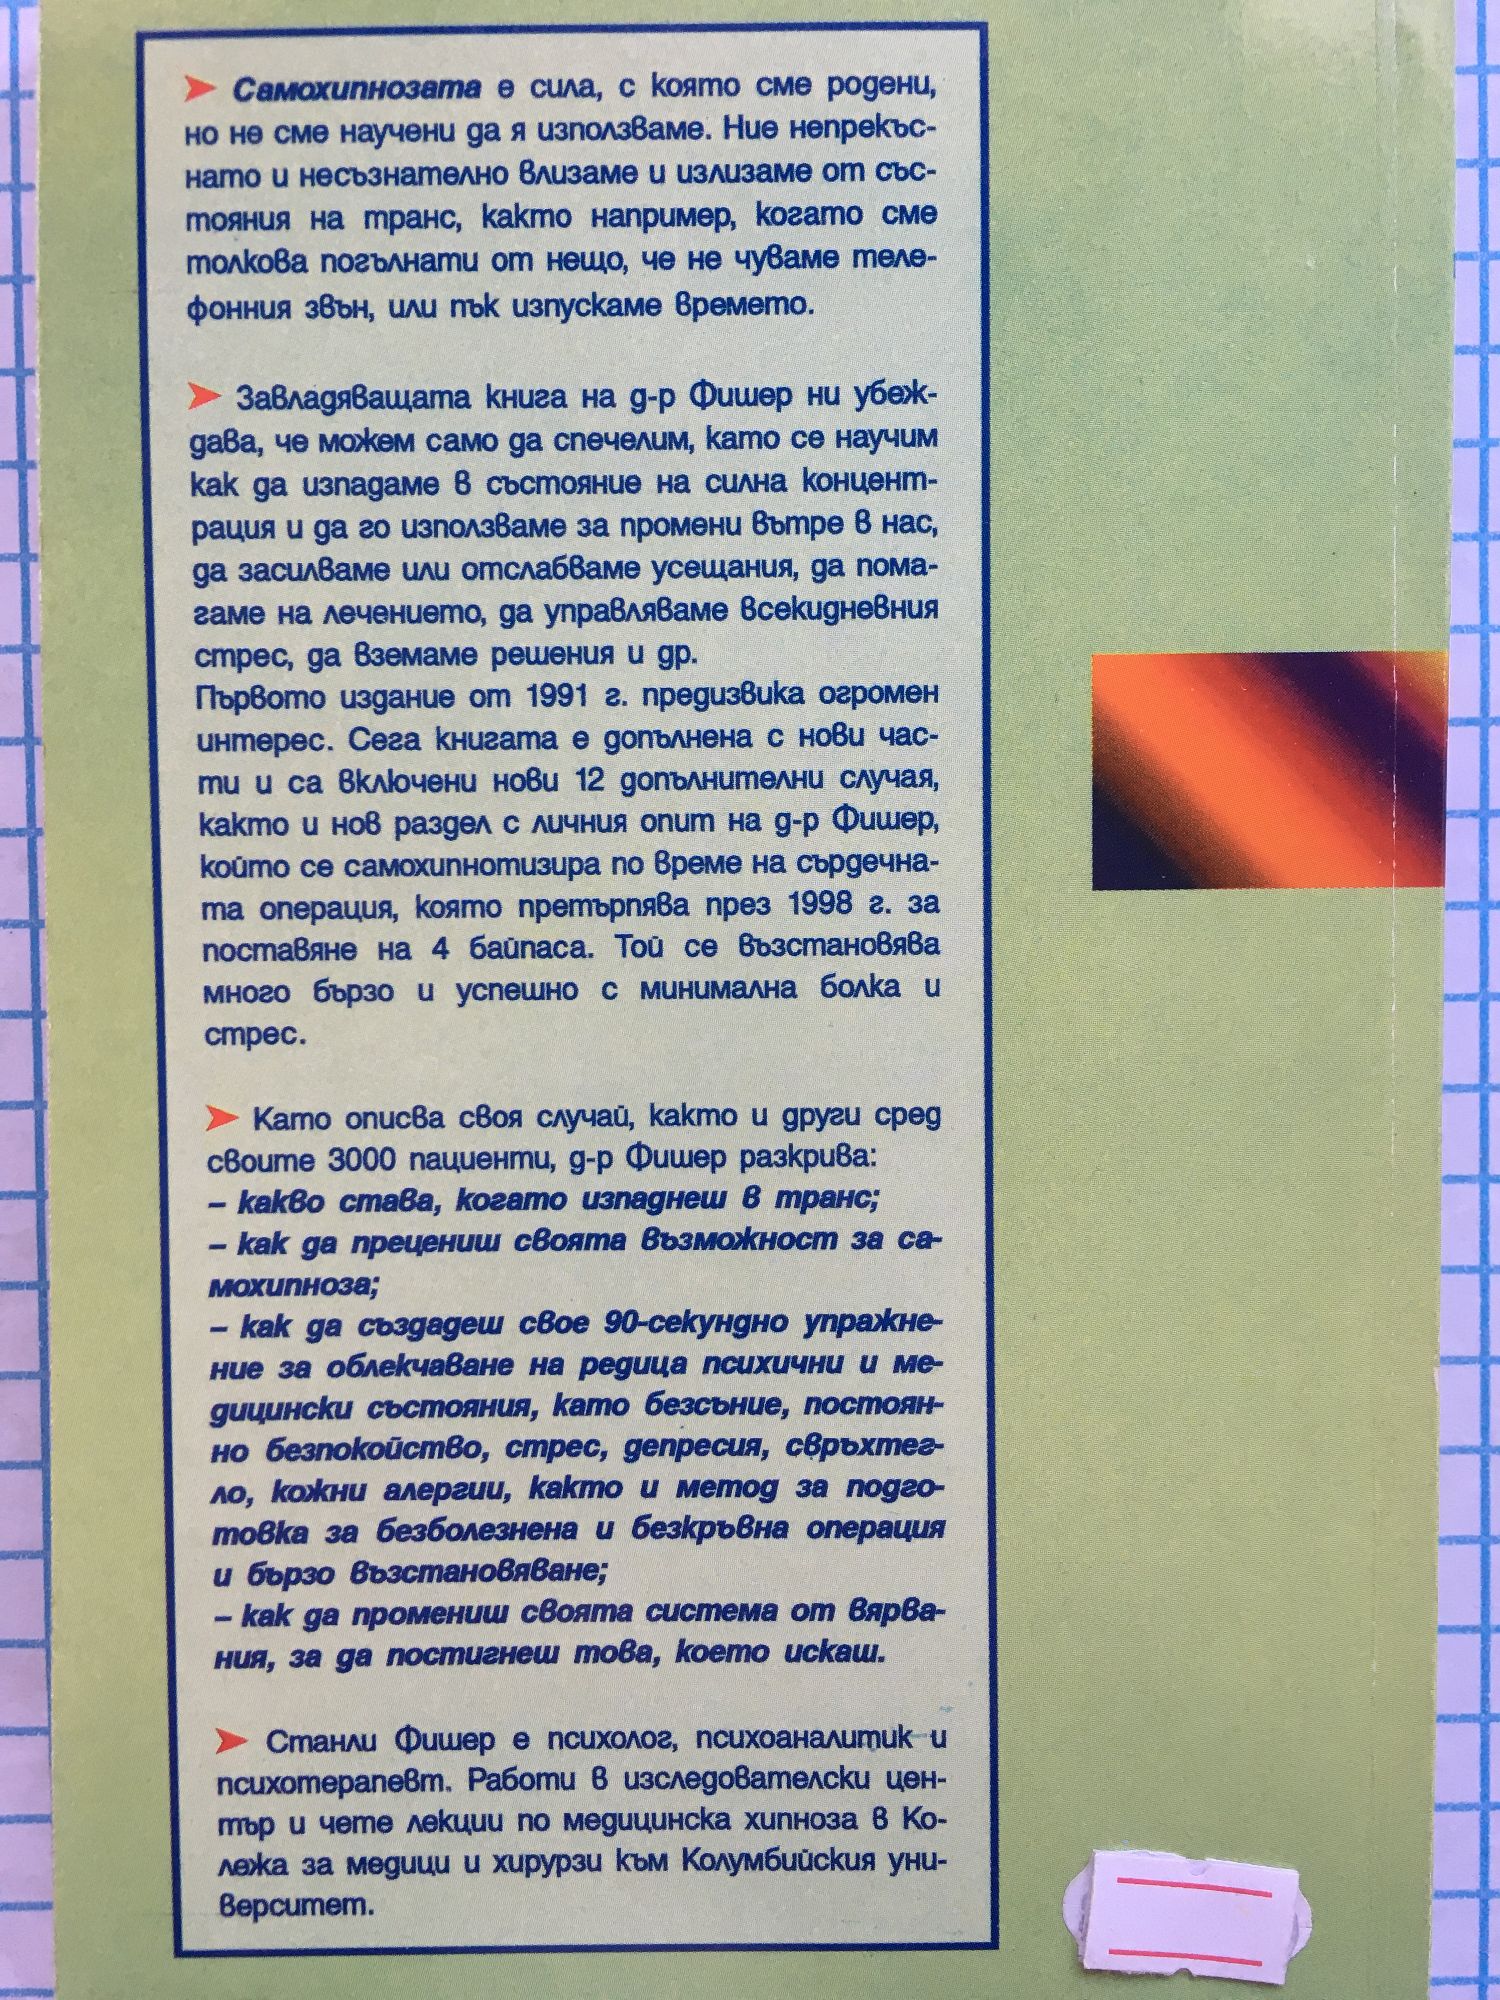 ➤ Самохипнозата е сила, с която сме родени,
но не сме научени да я използваме. Ние непрекъс-
нато и несъзнателно влизаме и излизаме от със-
тояния на транс, както например, когато сме
толкова погълнати от нещо, че не чуваме теле-
фонния звън, или пък изпускаме времето.
➤ Завладяващата книга на д-р Фишер ни убеж-
дава, че можем само да спечелим, като се научим
как да изпадаме в състояние на силна концент-
рация и да го използваме за промени вътре в нас,
да засилваме или отслабваме усещания, да пома-
гаме на лечението, да управляваме всекидневния
стрес, да вземаме решения и др.
Първото издание от 1991 г. предизвика огромен
интерес. Сега книгата е допълнена с нови час-
ти и са включени нови 12 допълнителни случая,
както и нов раздел с личния опит на д-р Фишер,
който се самохипнотизира по време на сърдечна-
та операция, която претърпява през 1998 г. за
поставяне на 4 байпаса. Той се възстановява
много бързо и успешно с минимална болка и
стрес.
➤ Като описва своя случай, както и други сред
своите 3000 пациенти, д-р Фишер разкрива:
– какво става, когато изпаднеш в транс;
– как да прецениш своята възможност за са-
мохипноза;
– как да създадеш свое 90-секундно упражне-
ние за облекчаване на редица психични и ме-
дицински състояния, като безсъние, постоян-
но безпокойство, стрес, депресия, свръхтег-
ло, кожни алергии, както и метод за подго-
товка за безболезнена и безкръвна операция
и бързо възстановяване;
– как да промениш своята система от вярва-
ния, за да постигнеш това, което искаш.
➤ Станли Фишер е психолог, психоаналитик и
психотерапевт. Работи в изследователски цен-
тър и чете лекции по медицинска хипноза в Ко-
лежа за медици и хирурзи към Колумбийския уни-
верситет.